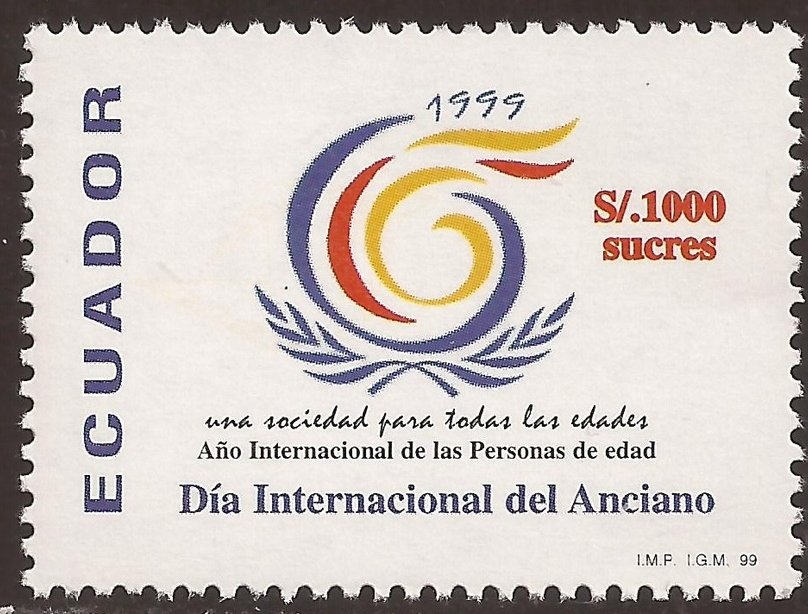 ECUADOR
1999
S/.1000
sucres
una sociedad para todas las edades
Año Internacional de las Personas de edad
Día Internacional del Anciano
I.M.P. I.G.M. 99